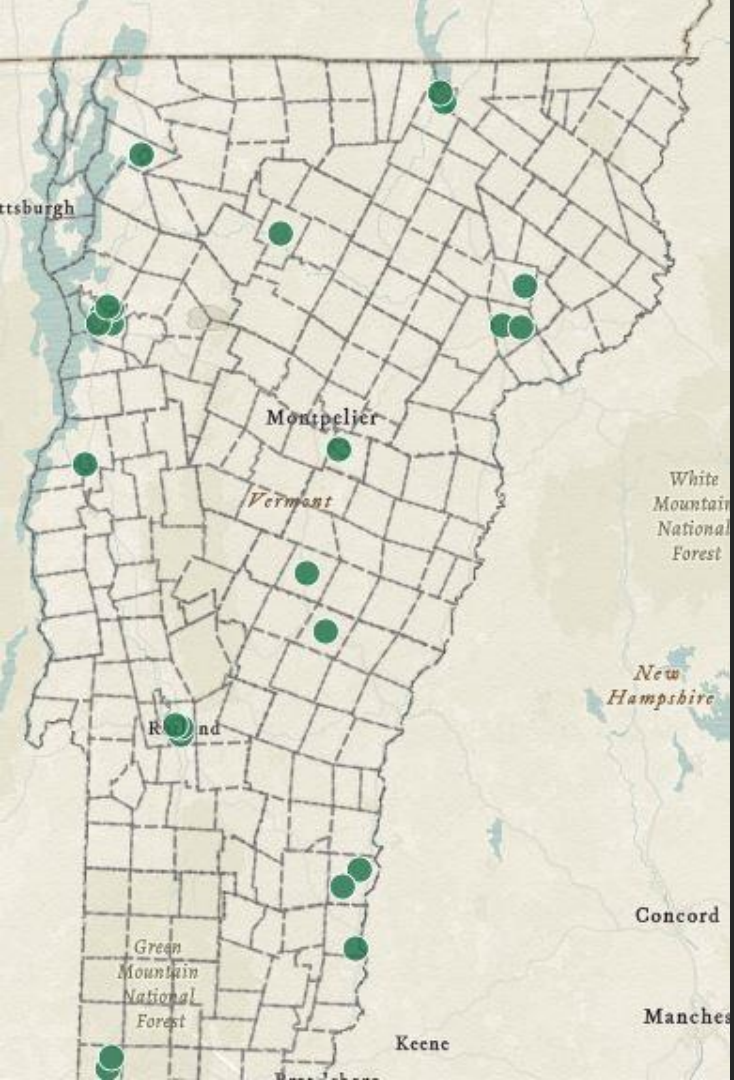 ttsburgh
Montpelier
Vermont
White
Mountain
National
Forest
New
Hampshire
Concord
Green
Mountain
National
Forest
Manches
Keene